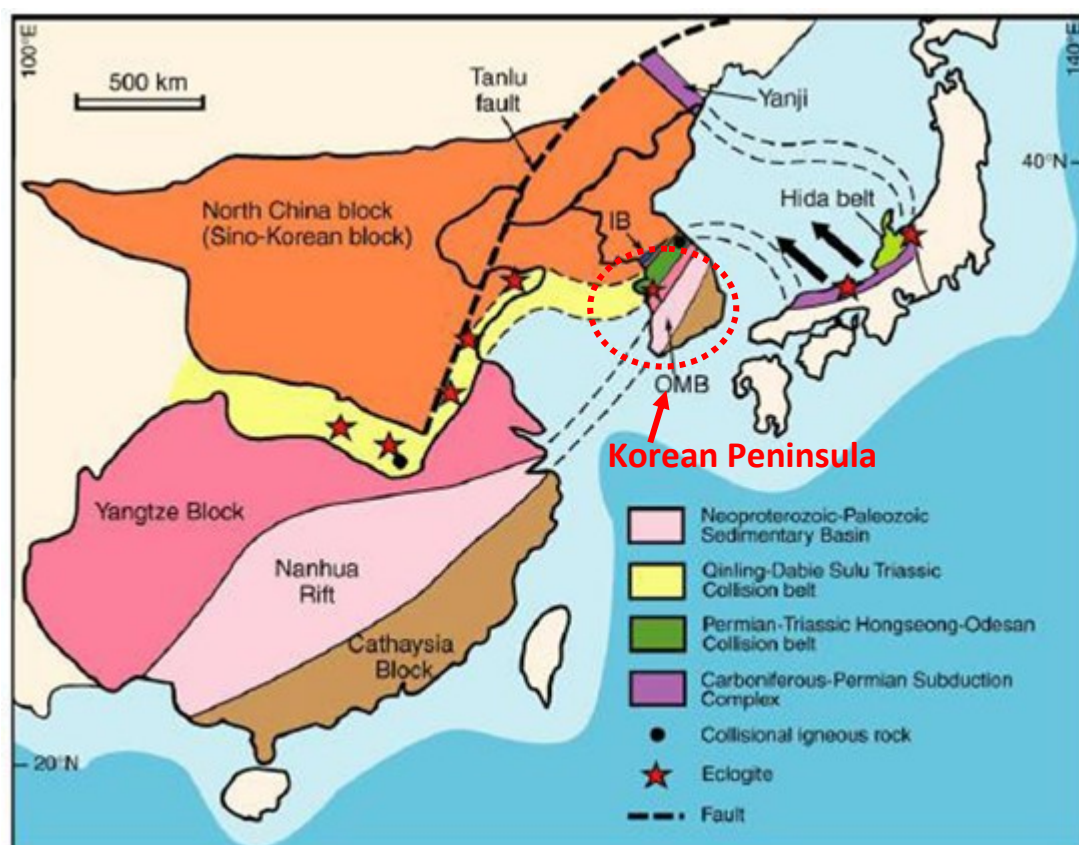 100°E
140°E
500 km
Tanlu
fault
Yanji
40°N
North China block
(Sino-Korean block)
IB
Hida belt
OMB
Korean Peninsula
Yangtze Block
Nanhua
Rift
Cathaysia
Block
20°N
Neoproterozoic-Paleozoic
Sedimentary Basin
Qinling-Dabie Sulu Triassic
Collision belt
Permian-Triassic Hongseong-Odesan
Collision belt
Carboniferous-Permian Subduction
Complex
Collisional igneous rock
Eclogite
Fault